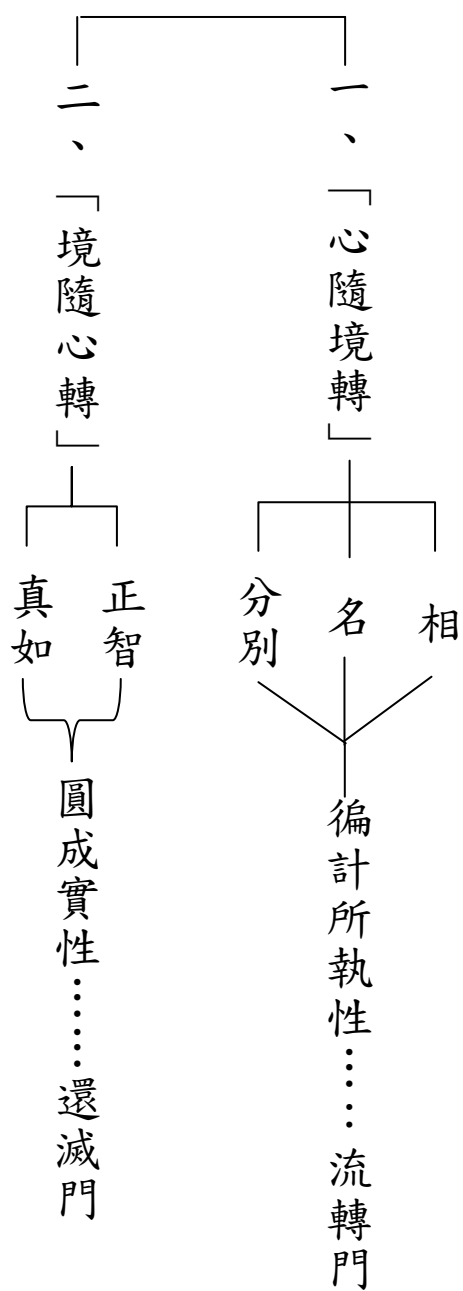 一、「心隨境轉」
相
名
分別
徧計所執性……流轉門
二、「境隨心轉」
正智
真如
圓成實性……還滅門